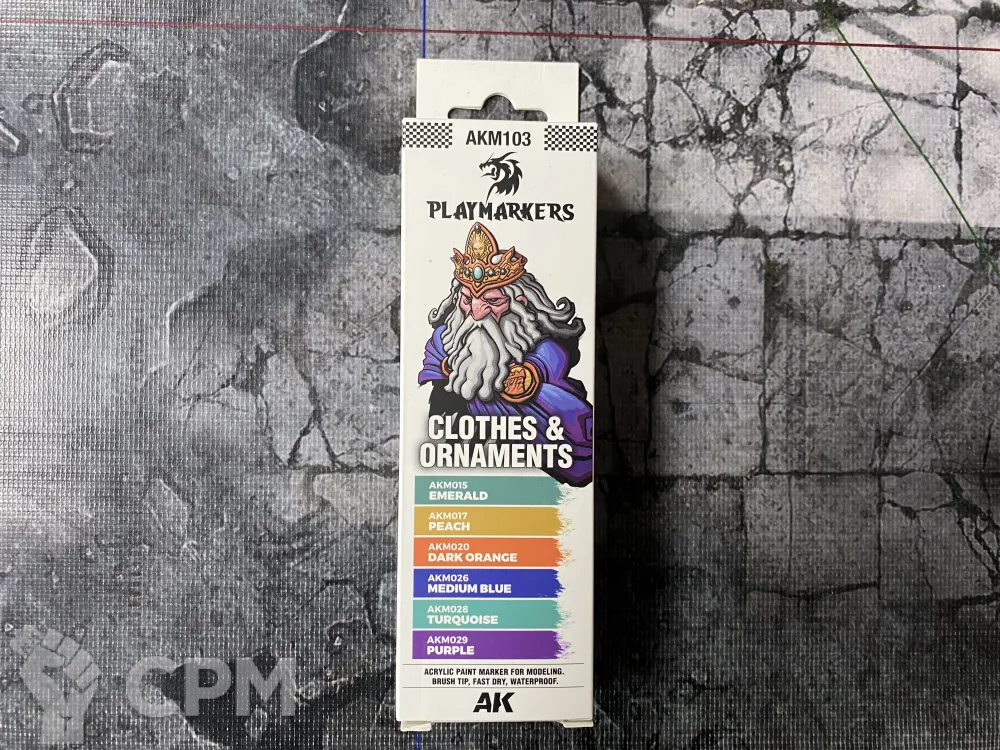 AKM103
PLAYMARKERS
CLOTHES &
ORNAMENTS
AKM015
EMERALD
AKM017
PEACH
AKM020
DARK ORANGE
AKM026
MEDIUM BLUE
AKM028
TURQUOISE
AKM029
PURPLE
ACRYLIC PAINT MARKER FOR MODELING.
BRUSH TIP, FAST DRY, WATERPROOF.
AK
CPM